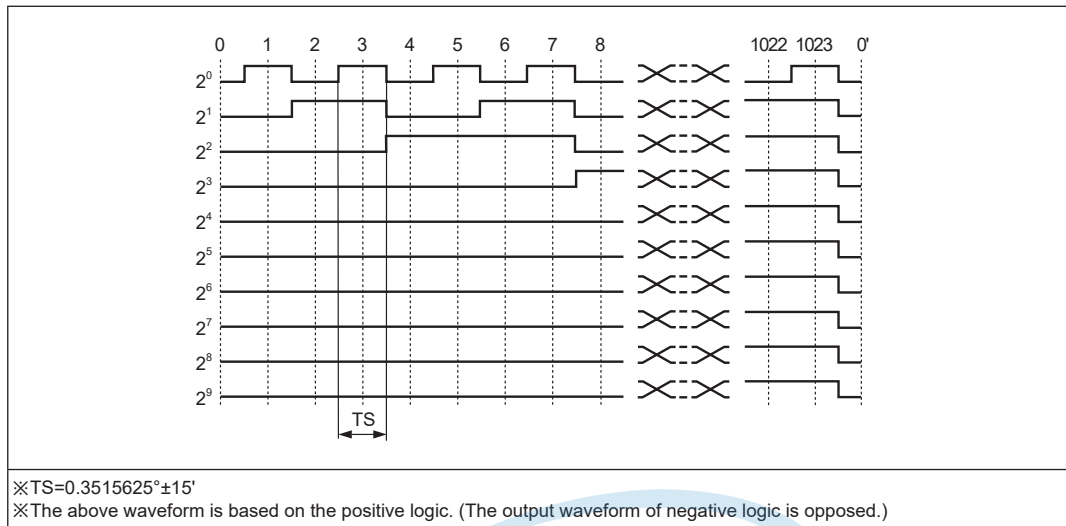 0 1 2 3 4 5 6 7 8 1022 1023 0'
2⁰
2¹
2²
2³
2⁴
2⁵
2⁶
2⁷
2⁸
2⁹
TS
※TS=0.3515625°±15'
※The above waveform is based on the positive logic. (The output waveform of negative logic is opposed.)